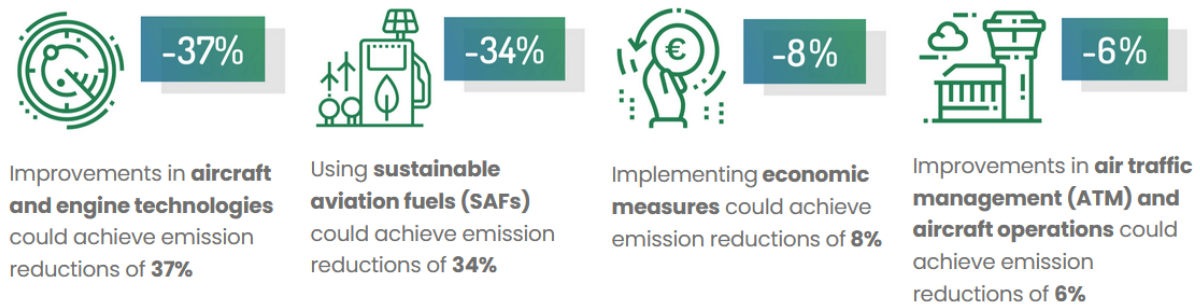 -37%
Improvements in aircraft
and engine technologies
could achieve emission
reductions of 37%
-34%
Using sustainable
aviation fuels (SAFs)
could achieve emission
reductions of 34%
€
-8%
Implementing economic
measures could achieve
emission reductions of 8%
-6%
Improvements in air traffic
management (ATM) and
aircraft operations could
achieve emission
reductions of 6%